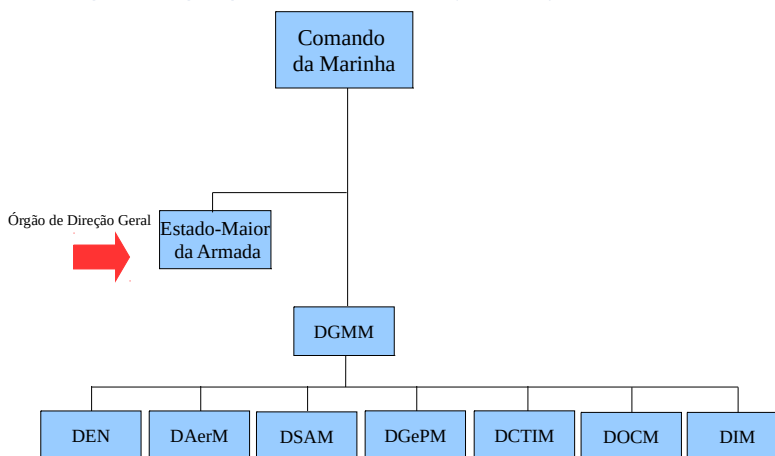 Comando
da Marinha
Órgão de Direção Geral
Estado-Maior
da Armada
DGMM
DEN
DAerM
DSAM
DGePM
DCTIM
DOCM
DIM